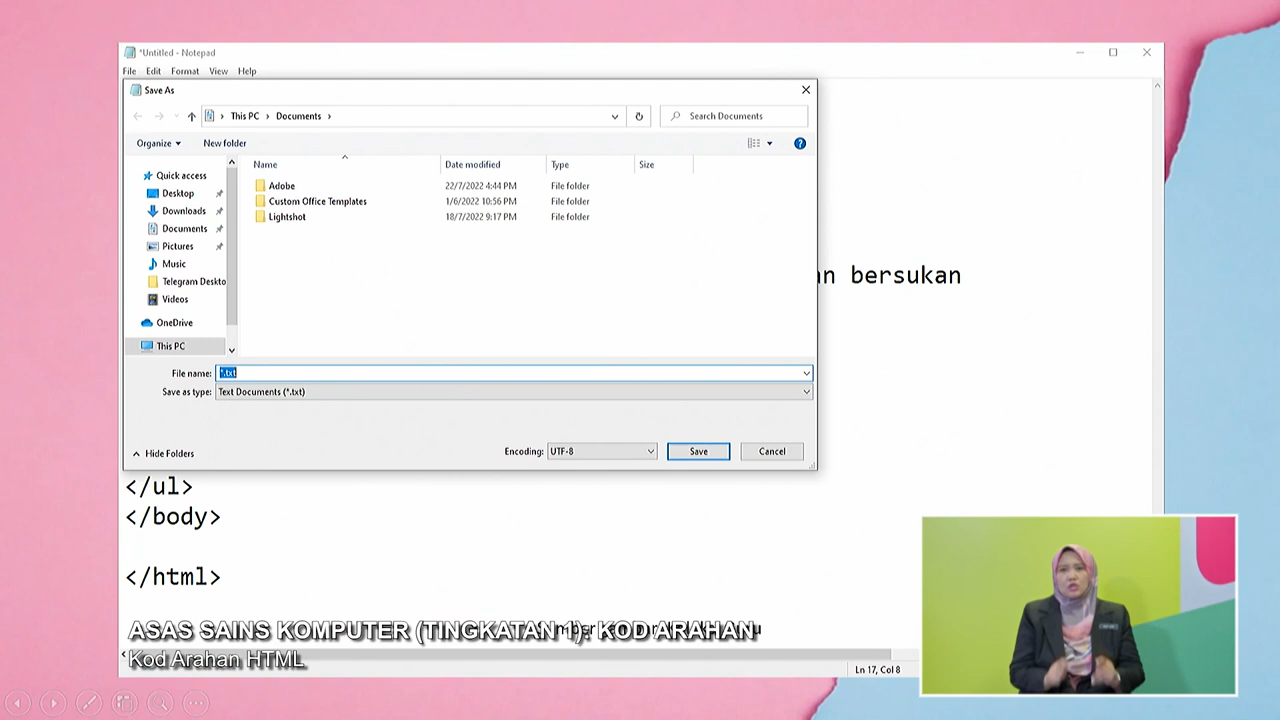 *Untitled - Notepad
File Edit Format View Help
Save As
This PC Documents
Search Documents
Organize New folder
Name Date modified Type Size
Quick access
Desktop
Downloads
Documents
Pictures
Music
Telegram Deskto
Videos
OneDrive
This PC
Adobe 22/7/2022 4:44 PM File folder
Custom Office Templates 1/6/2022 10:56 PM File folder
Lightshot 18/7/2022 9:17 PM File folder
bersukan
File name: *.txt
Save as type: Text Documents (*.txt)
Hide Folders
Encoding: UTF-8 Save Cancel
</ul>
</body>
</html>
ASAS SAINS KOMPUTER (TINGKATAN 1): KOD ARAHAN
Kod Arahan HTML
Ln 17, Col 8